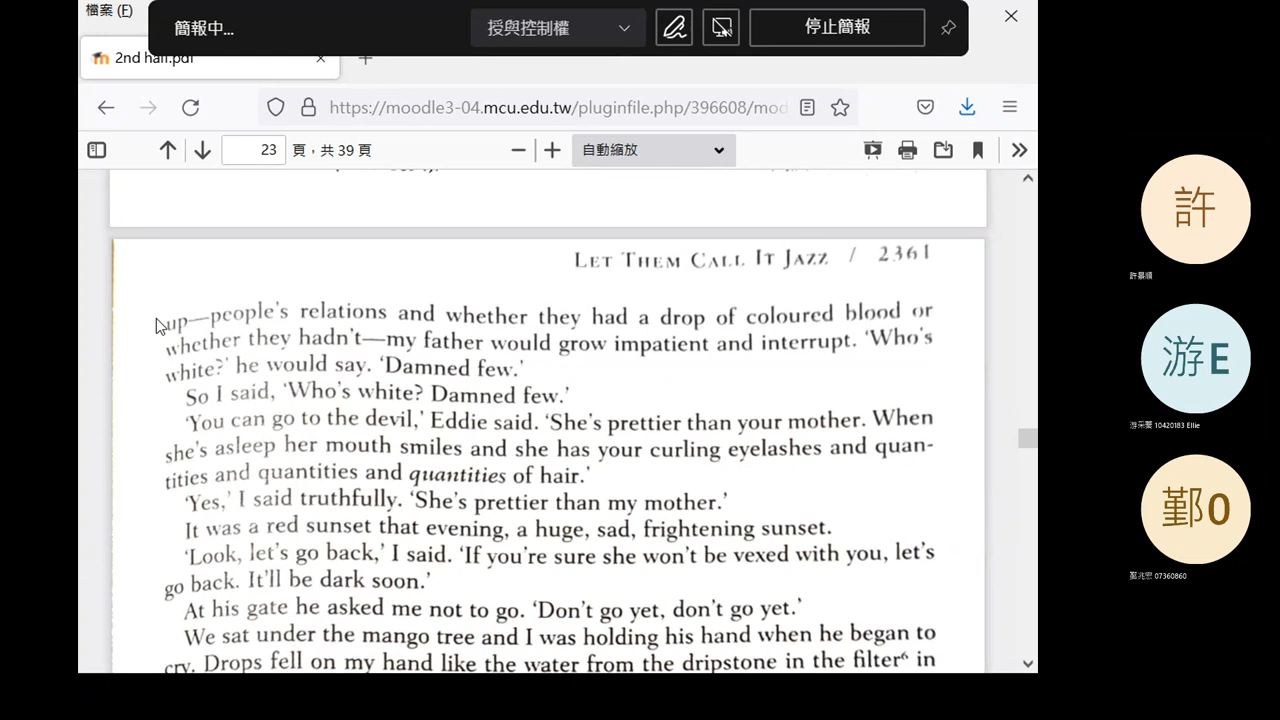 檔案 (F)
簡報中...
授與控制權
停止簡報
2nd half.pdf
https://moodle3-04.mcu.edu.tw/pluginfile.php/396608/mod
23 頁，共 39 頁
自動縮放
LET THEM CALL IT JAZZ / 2361
up—people's relations and whether they had a drop of coloured blood or
whether they hadn't—my father would grow impatient and interrupt. 'Who's
white?' he would say. 'Damned few.'
So I said, 'Who's white? Damned few.'
'You can go to the devil,' Eddie said. 'She's prettier than your mother. When
she's asleep her mouth smiles and she has your curling eyelashes and quan-
tities and quantities and quantities of hair.'
'Yes,' I said truthfully. 'She's prettier than my mother.'
It was a red sunset that evening, a huge, sad, frightening sunset.
'Look, let's go back,' I said. 'If you're sure she won't be vexed with you, let's
go back. It'll be dark soon.'
At his gate he asked me not to go. 'Don't go yet, don't go yet.'
We sat under the mango tree and I was holding his hand when he began to
cry. Drops fell on my hand like the water from the dripstone in the filter⁶ in
許
許景順
游E
10420183 Ellie
鄞0
07360860